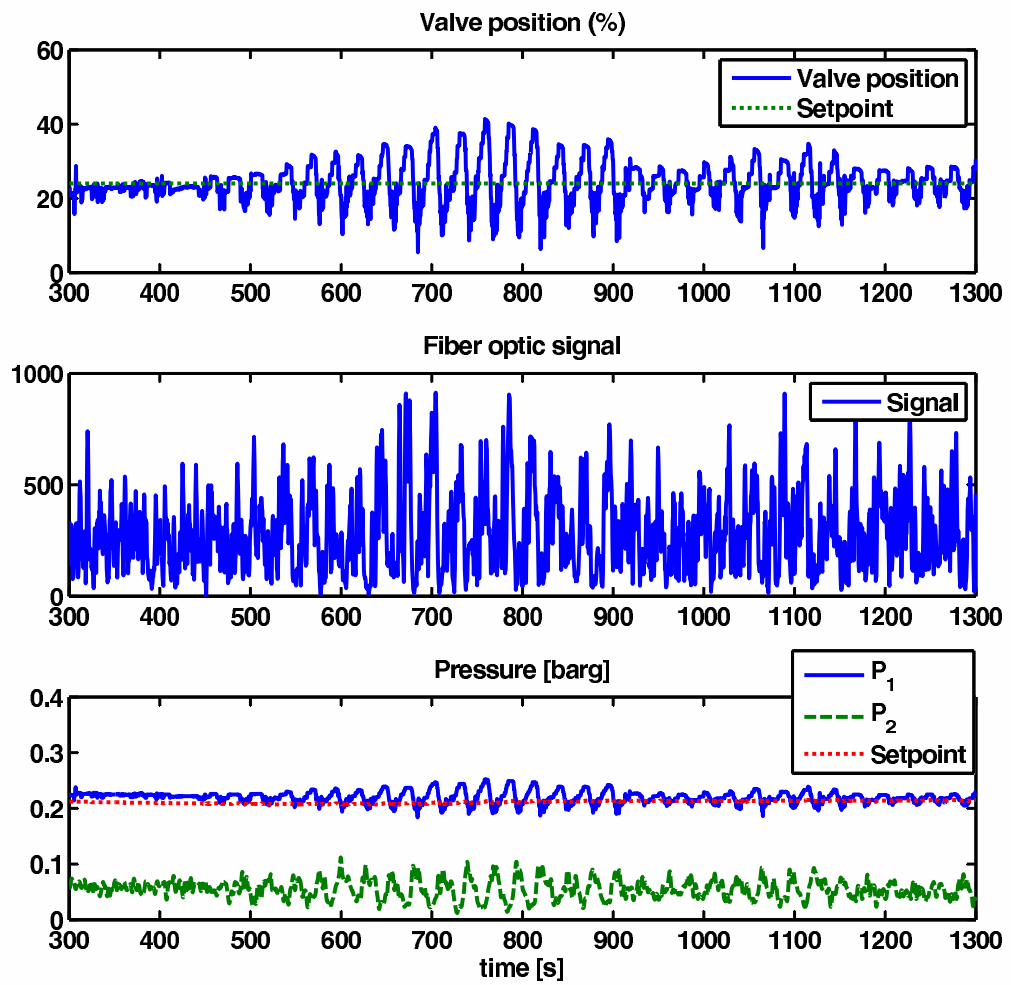 Valve position (%)
60
40
20
0
Valve position
Setpoint
300 400 500 600 700 800 900 1000 1100 1200 1300
Fiber optic signal
1000
500
0
Signal
300 400 500 600 700 800 900 1000 1100 1200 1300
Pressure [barg]
0.4
0.3
0.2
0.1
0
P1
P2
Setpoint
300 400 500 600 700 800 900 1000 1100 1200 1300
time [s]